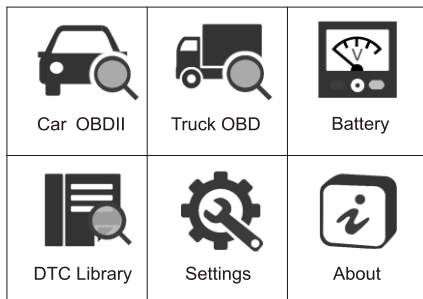 V
Car OBDII
Truck OBD
Battery
DTC Library
Settings
i
About